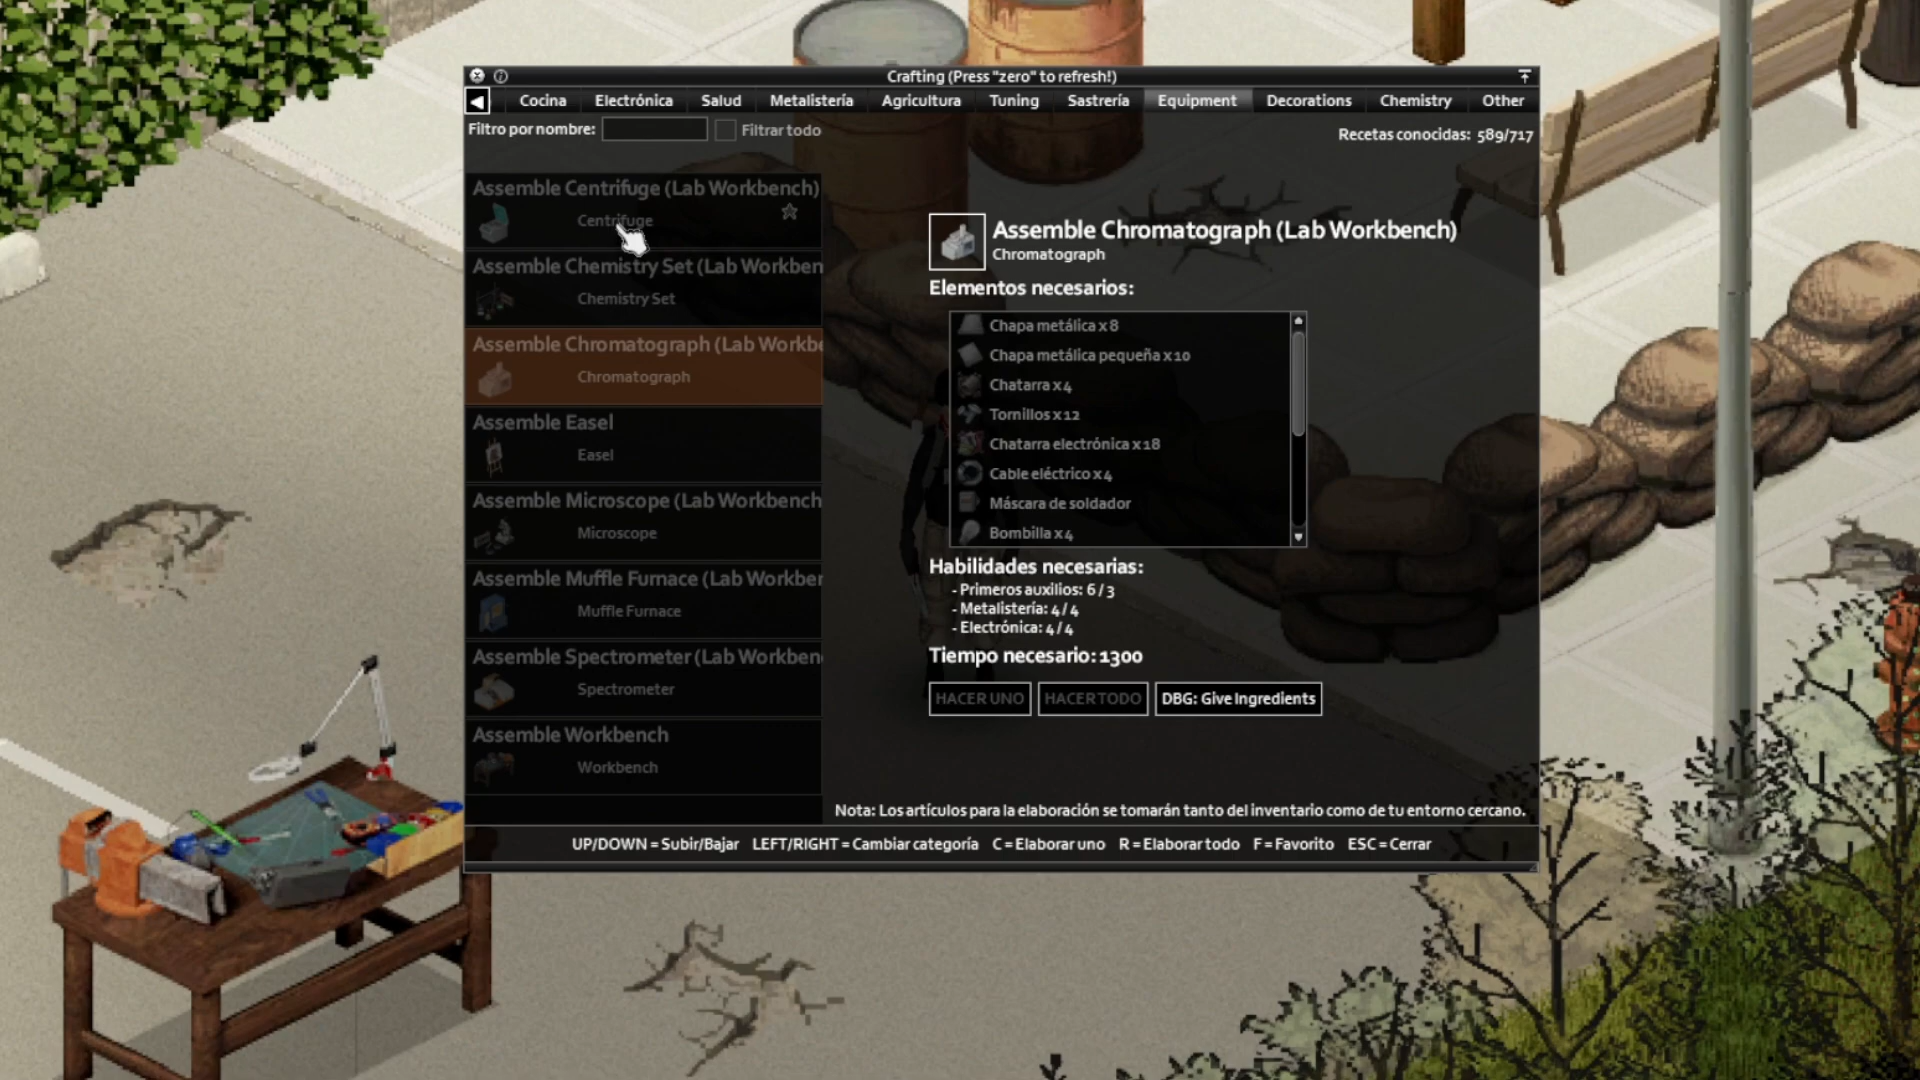 Crafting (Press "zero" to refresh!)
Cocina Electrónica Salud Metalistería Agricultura Tuning Sastrería Equipment Decorations Chemistry Other
Filtro por nombre: Filtrar todo
Recetas conocidas: 589/717
Assemble Centrifuge (Lab Workbench)
Centrifuge
Assemble Chemistry Set (Lab Workben
Chemistry Set
Assemble Chromatograph (Lab Workbe
Chromatograph
Assemble Easel
Easel
Assemble Microscope (Lab Workbench
Microscope
Assemble Muffle Furnace (Lab Workber
Muffle Furnace
Assemble Spectrometer (Lab Workben
Spectrometer
Assemble Workbench
Workbench
Assemble Chromatograph (Lab Workbench)
Chromatograph
Elementos necesarios:
Chapa metálica x 8
Chapa metálica pequeña x 10
Chatarra x 4
Tornillos x 12
Chatarra electrónica x 18
Cable eléctrico x 4
Máscara de soldador
Bombilla x 4
Habilidades necesarias:
- Primeros auxilios: 6 / 3
- Metalistería: 4 / 4
- Electrónica: 4 / 4
Tiempo necesario: 1300
HACER UNO HACER TODO DBG: Give Ingredients
Nota: Los artículos para la elaboración se tomarán tanto del inventario como de tu entorno cercano.
UP/DOWN = Subir/Bajar LEFT/RIGHT = Cambiar categoría C = Elaborar uno R = Elaborar todo F = Favorito ESC = Cerrar